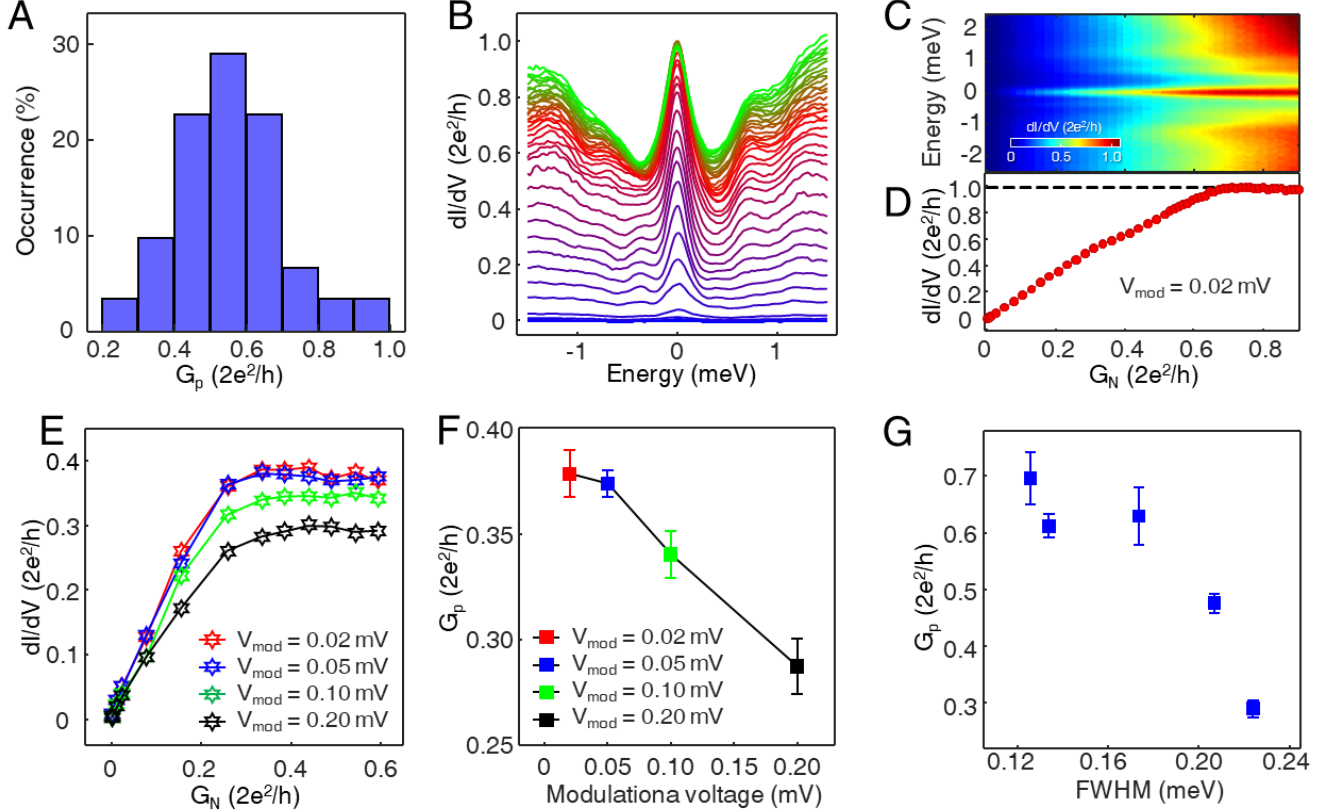 A
Occurrence (%)
30
20
10
0
0.2 0.4 0.6 0.8 1.0
Gp (2e²/h)
B
dI/dV (2e²/h)
1.0
0.8
0.6
0.4
0.2
0
-1 0 1
Energy (meV)
C
Energy (meV)
2
1
0
-1
-2
dI/dV (2e²/h)
0 0.5 1.0
D
dI/dV (2e²/h)
1.0
0.8
0.6
0.4
0.2
0
Vmod = 0.02 mV
0 0.2 0.4 0.6 0.8
GN (2e²/h)
E
dI/dV (2e²/h)
0.4
0.3
0.2
0.1
0
Vmod = 0.02 mV
Vmod = 0.05 mV
Vmod = 0.10 mV
Vmod = 0.20 mV
0 0.2 0.4 0.6
GN (2e²/h)
F
Gp (2e²/h)
0.40
0.35
0.30
0.25
Vmod = 0.02 mV
Vmod = 0.05 mV
Vmod = 0.10 mV
Vmod = 0.20 mV
0 0.05 0.10 0.15 0.20
Modulationa voltage (mV)
G
Gp (2e²/h)
0.7
0.6
0.5
0.4
0.3
0.12 0.16 0.20 0.24
FWHM (meV)